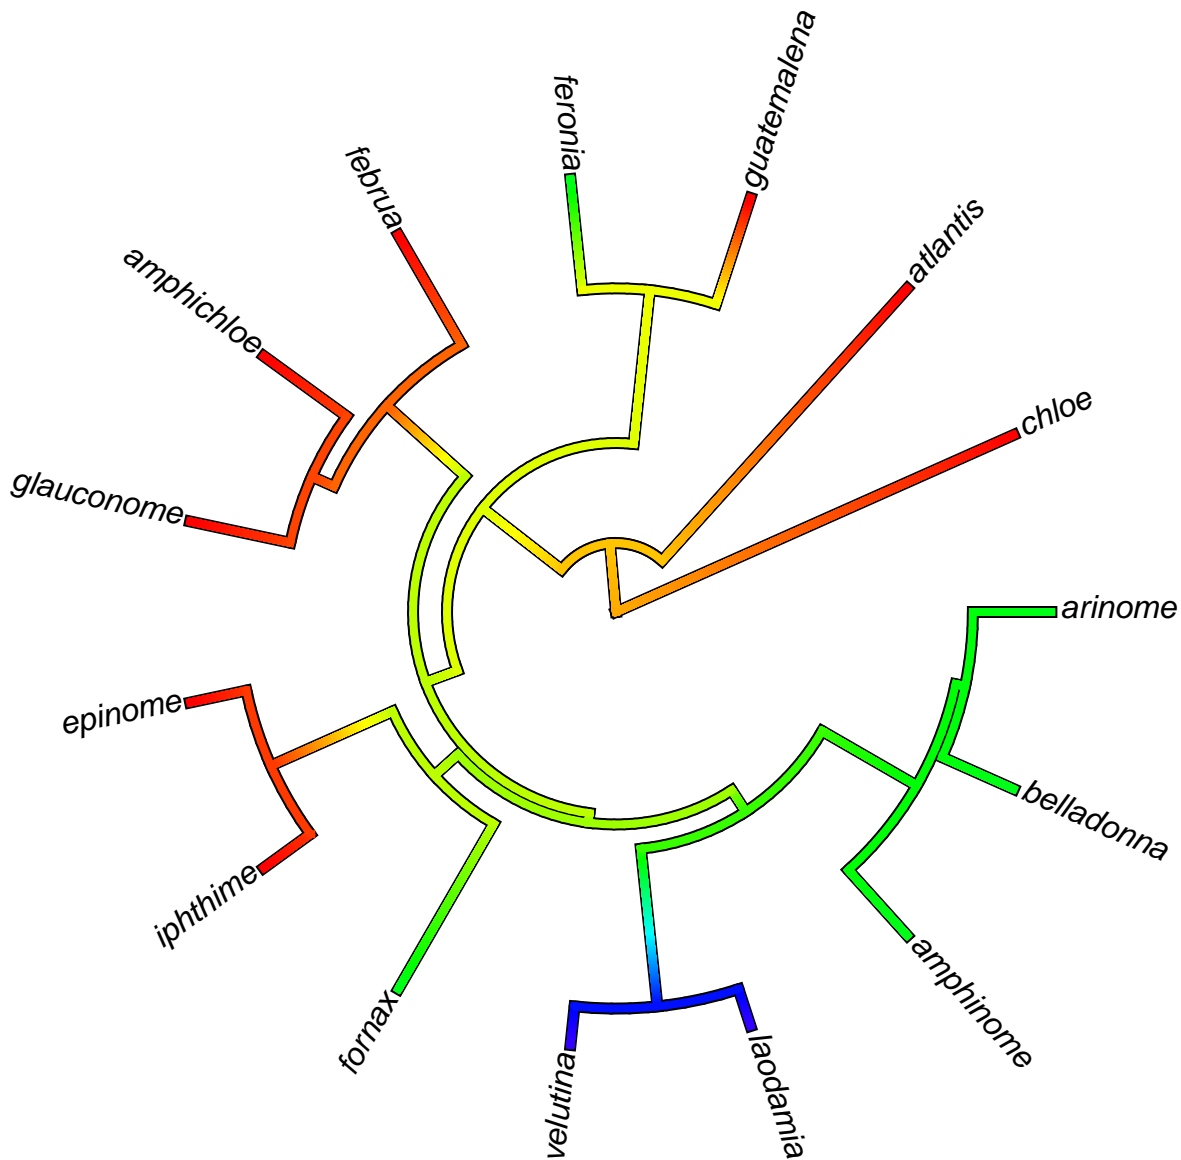 guatemalena
feronia
februa
atlantis
amphichloe
chloe
glauconome
arinome
epinome
belladonna
iphthime
amphinome
fornax
velutina
laodamia